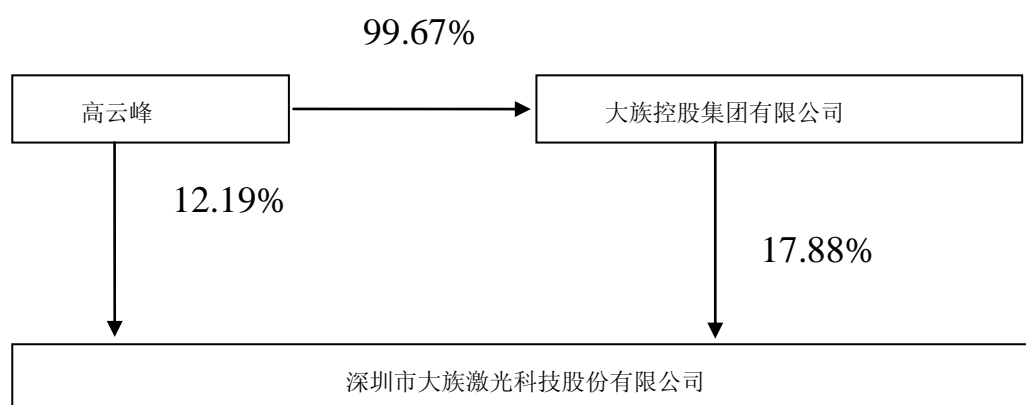 99.67%
高云峰
大族控股集团有限公司
12.19%
17.88%
深圳市大族激光科技股份有限公司